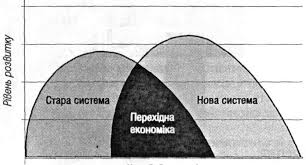 Рівень розвитку
Стара система
Нова система
Перехідна
економіка